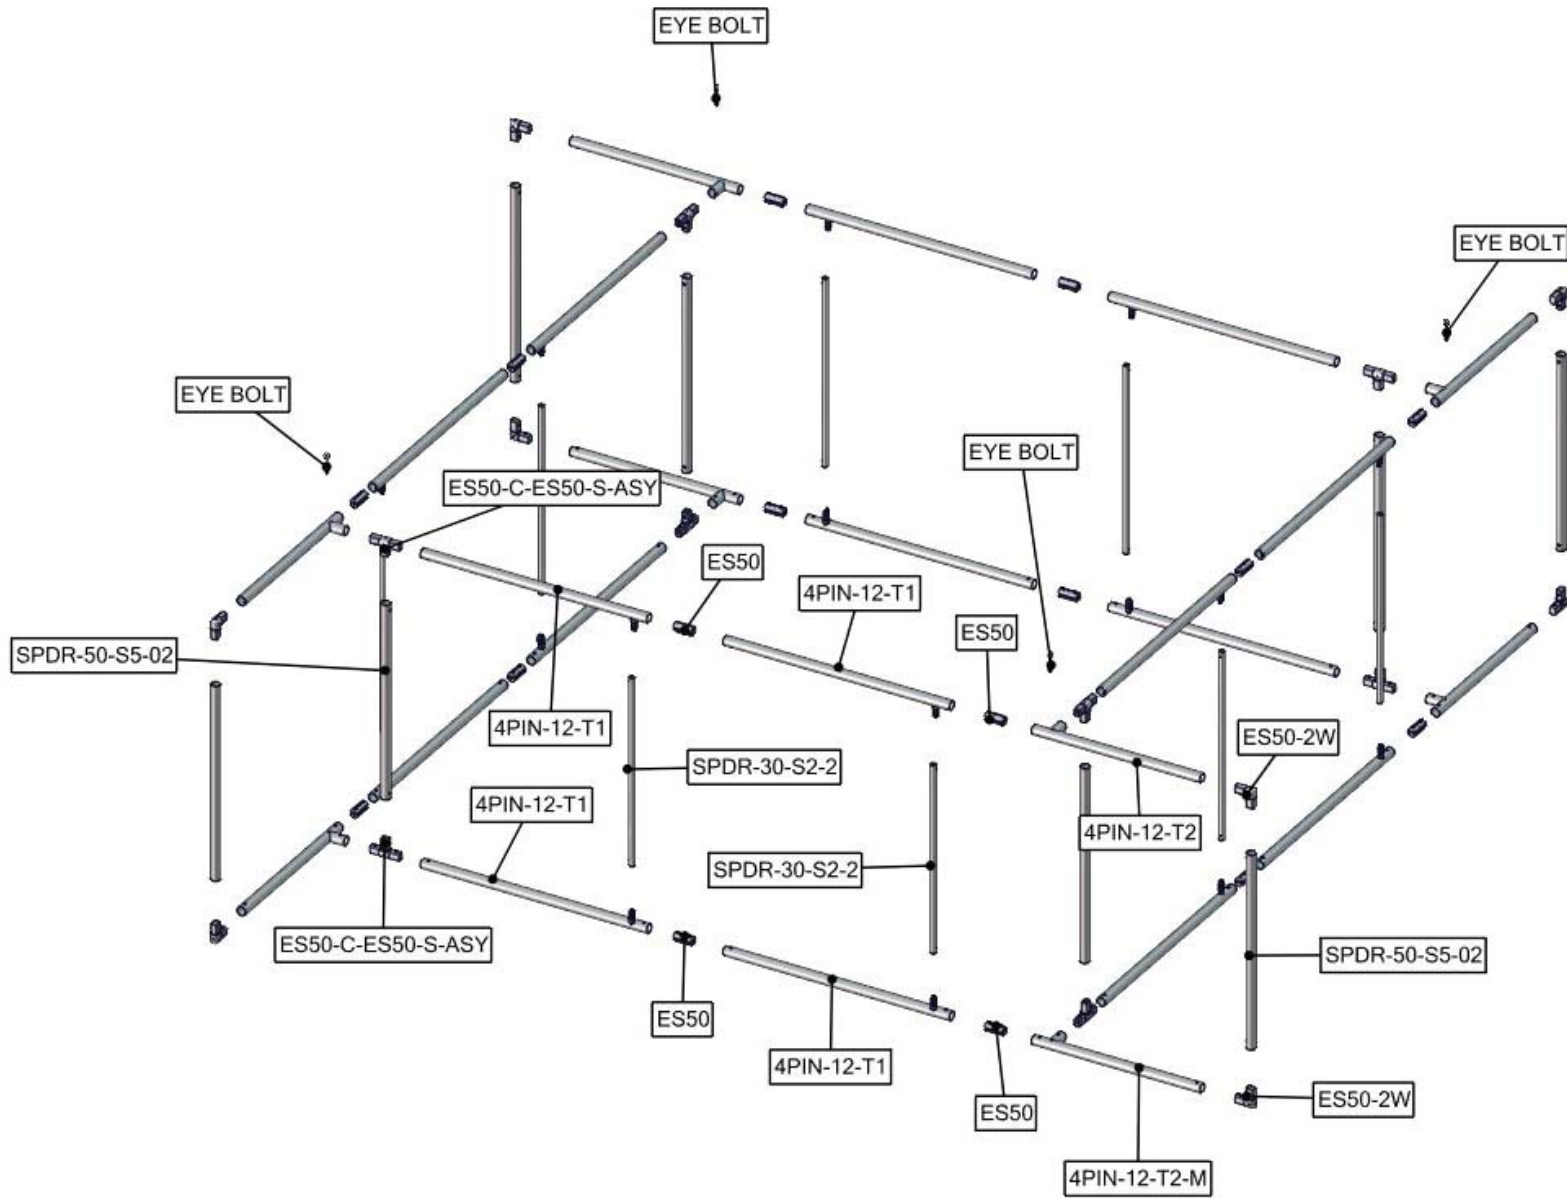 EYE BOLT
EYE BOLT
EYE BOLT
EYE BOLT
ES50-C-ES50-S-ASY
ES50
4PIN-12-T1
ES50
SPDR-50-S5-02
4PIN-12-T1
SPDR-30-S2-2
ES50-2W
4PIN-12-T1
4PIN-12-T2
SPDR-30-S2-2
ES50-C-ES50-S-ASY
SPDR-50-S5-02
ES50
4PIN-12-T1
ES50
ES50-2W
4PIN-12-T2-M